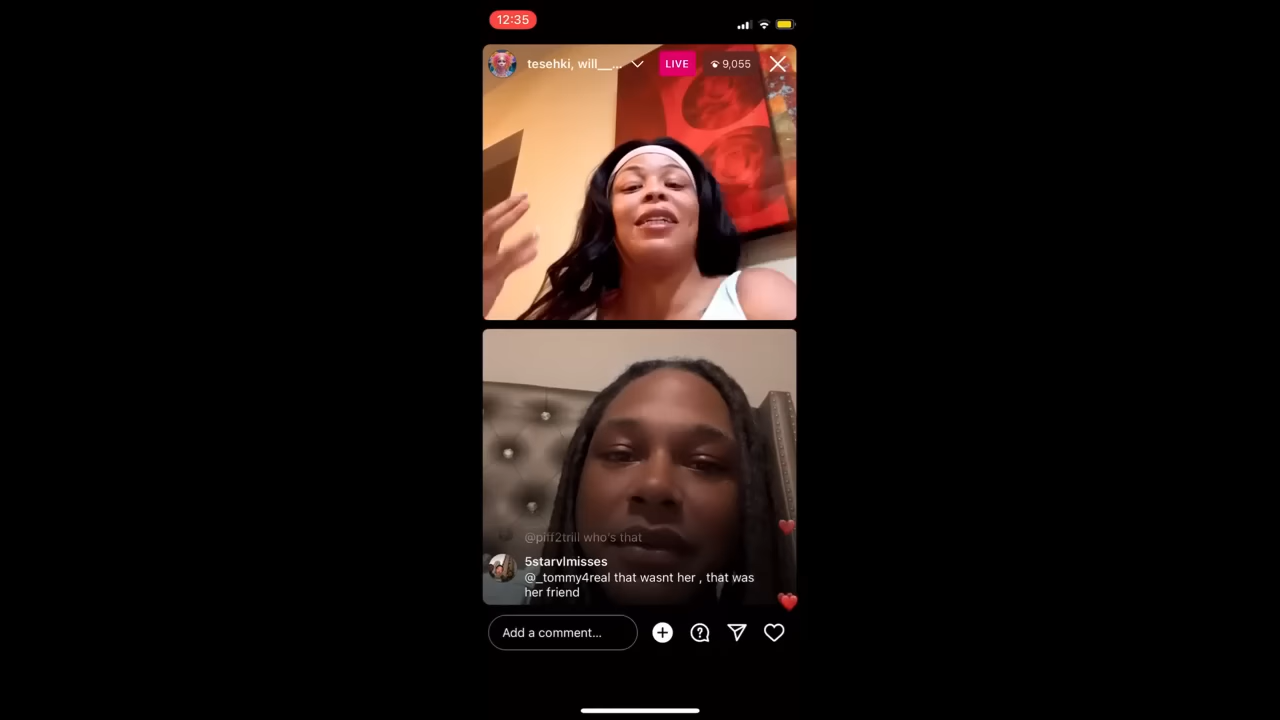 12:35
tesehki, will__... LIVE 9,055
@piff2trill who's that
5starvlmisses
@_tommy4real that wasnt her , that was
her friend
Add a comment...